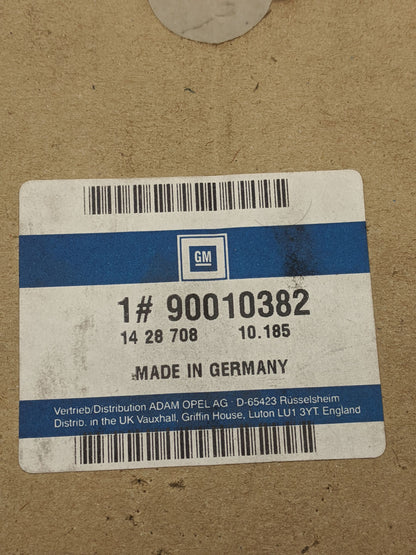 GM
1# 90010382
14 28 708 10.185
MADE IN GERMANY
Vertrieb/Distribution ADAM OPEL AG · D-65423 Rüsselsheim
Distrib. in the UK Vauxhall, Griffin House, Luton LU1 3YT. England